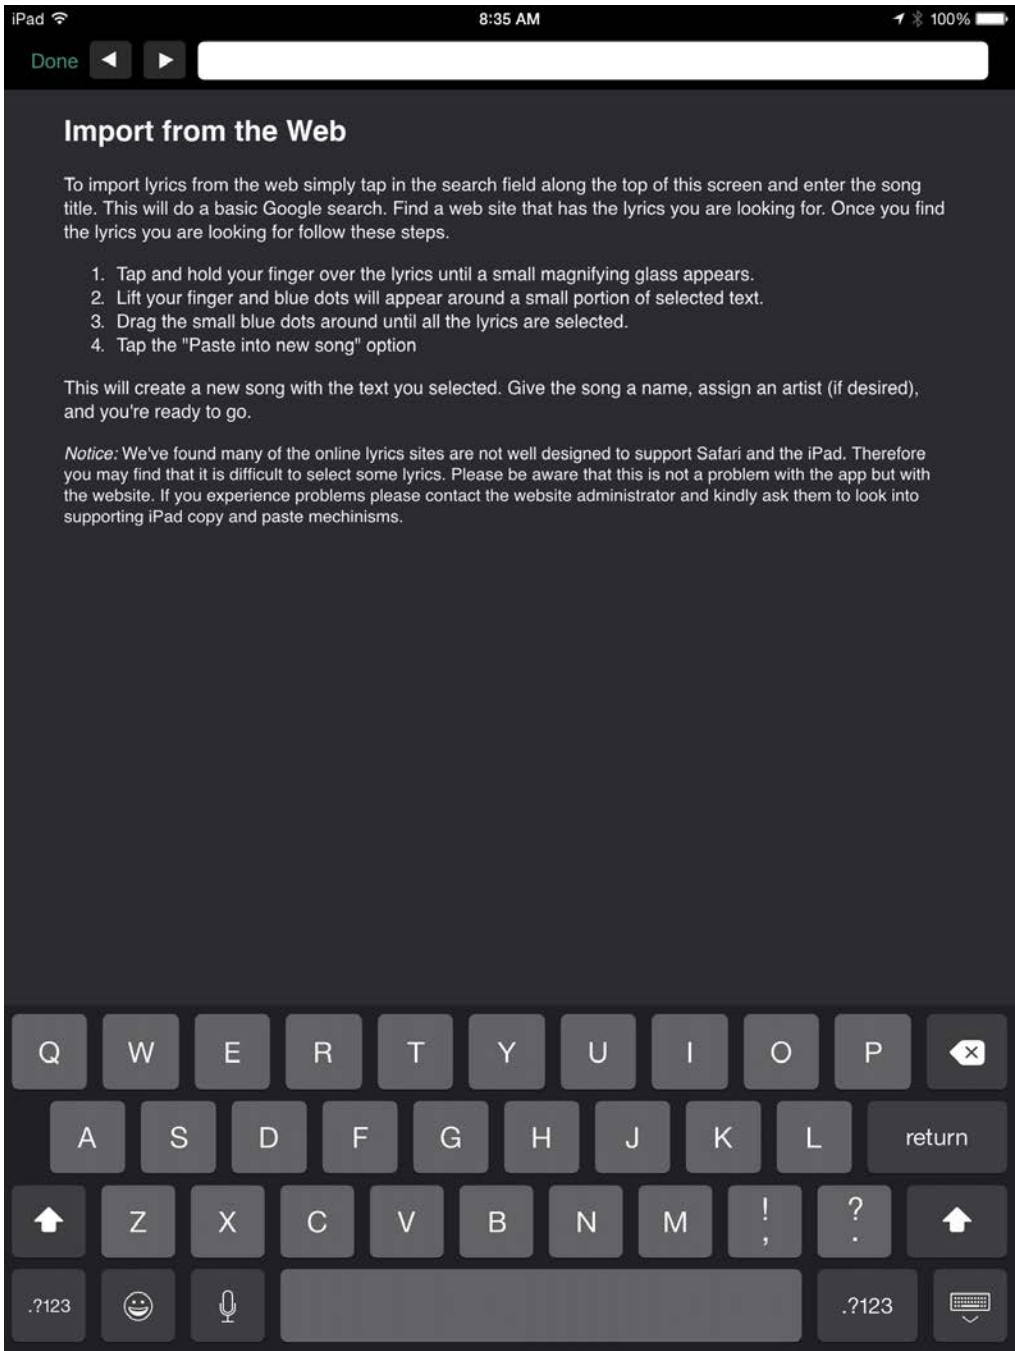 iPad 8:35 AM 100%
Done
Import from the Web
To import lyrics from the web simply tap in the search field along the top of this screen and enter the song
title. This will do a basic Google search. Find a web site that has the lyrics you are looking for. Once you find
the lyrics you are looking for follow these steps.
1. Tap and hold your finger over the lyrics until a small magnifying glass appears.
2. Lift your finger and blue dots will appear around a small portion of selected text.
3. Drag the small blue dots around until all the lyrics are selected.
4. Tap the "Paste into new song" option
This will create a new song with the text you selected. Give the song a name, assign an artist (if desired),
and you're ready to go.
Notice: We've found many of the online lyrics sites are not well designed to support Safari and the iPad. Therefore
you may find that it is difficult to select some lyrics. Please be aware that this is not a problem with the app but with
the website. If you experience problems please contact the website administrator and kindly ask them to look into
supporting iPad copy and paste mechinisms.
Q W E R T Y U I O P
A S D F G H J K L return
Z X C V B N M ! , ? .
.?123 .?123